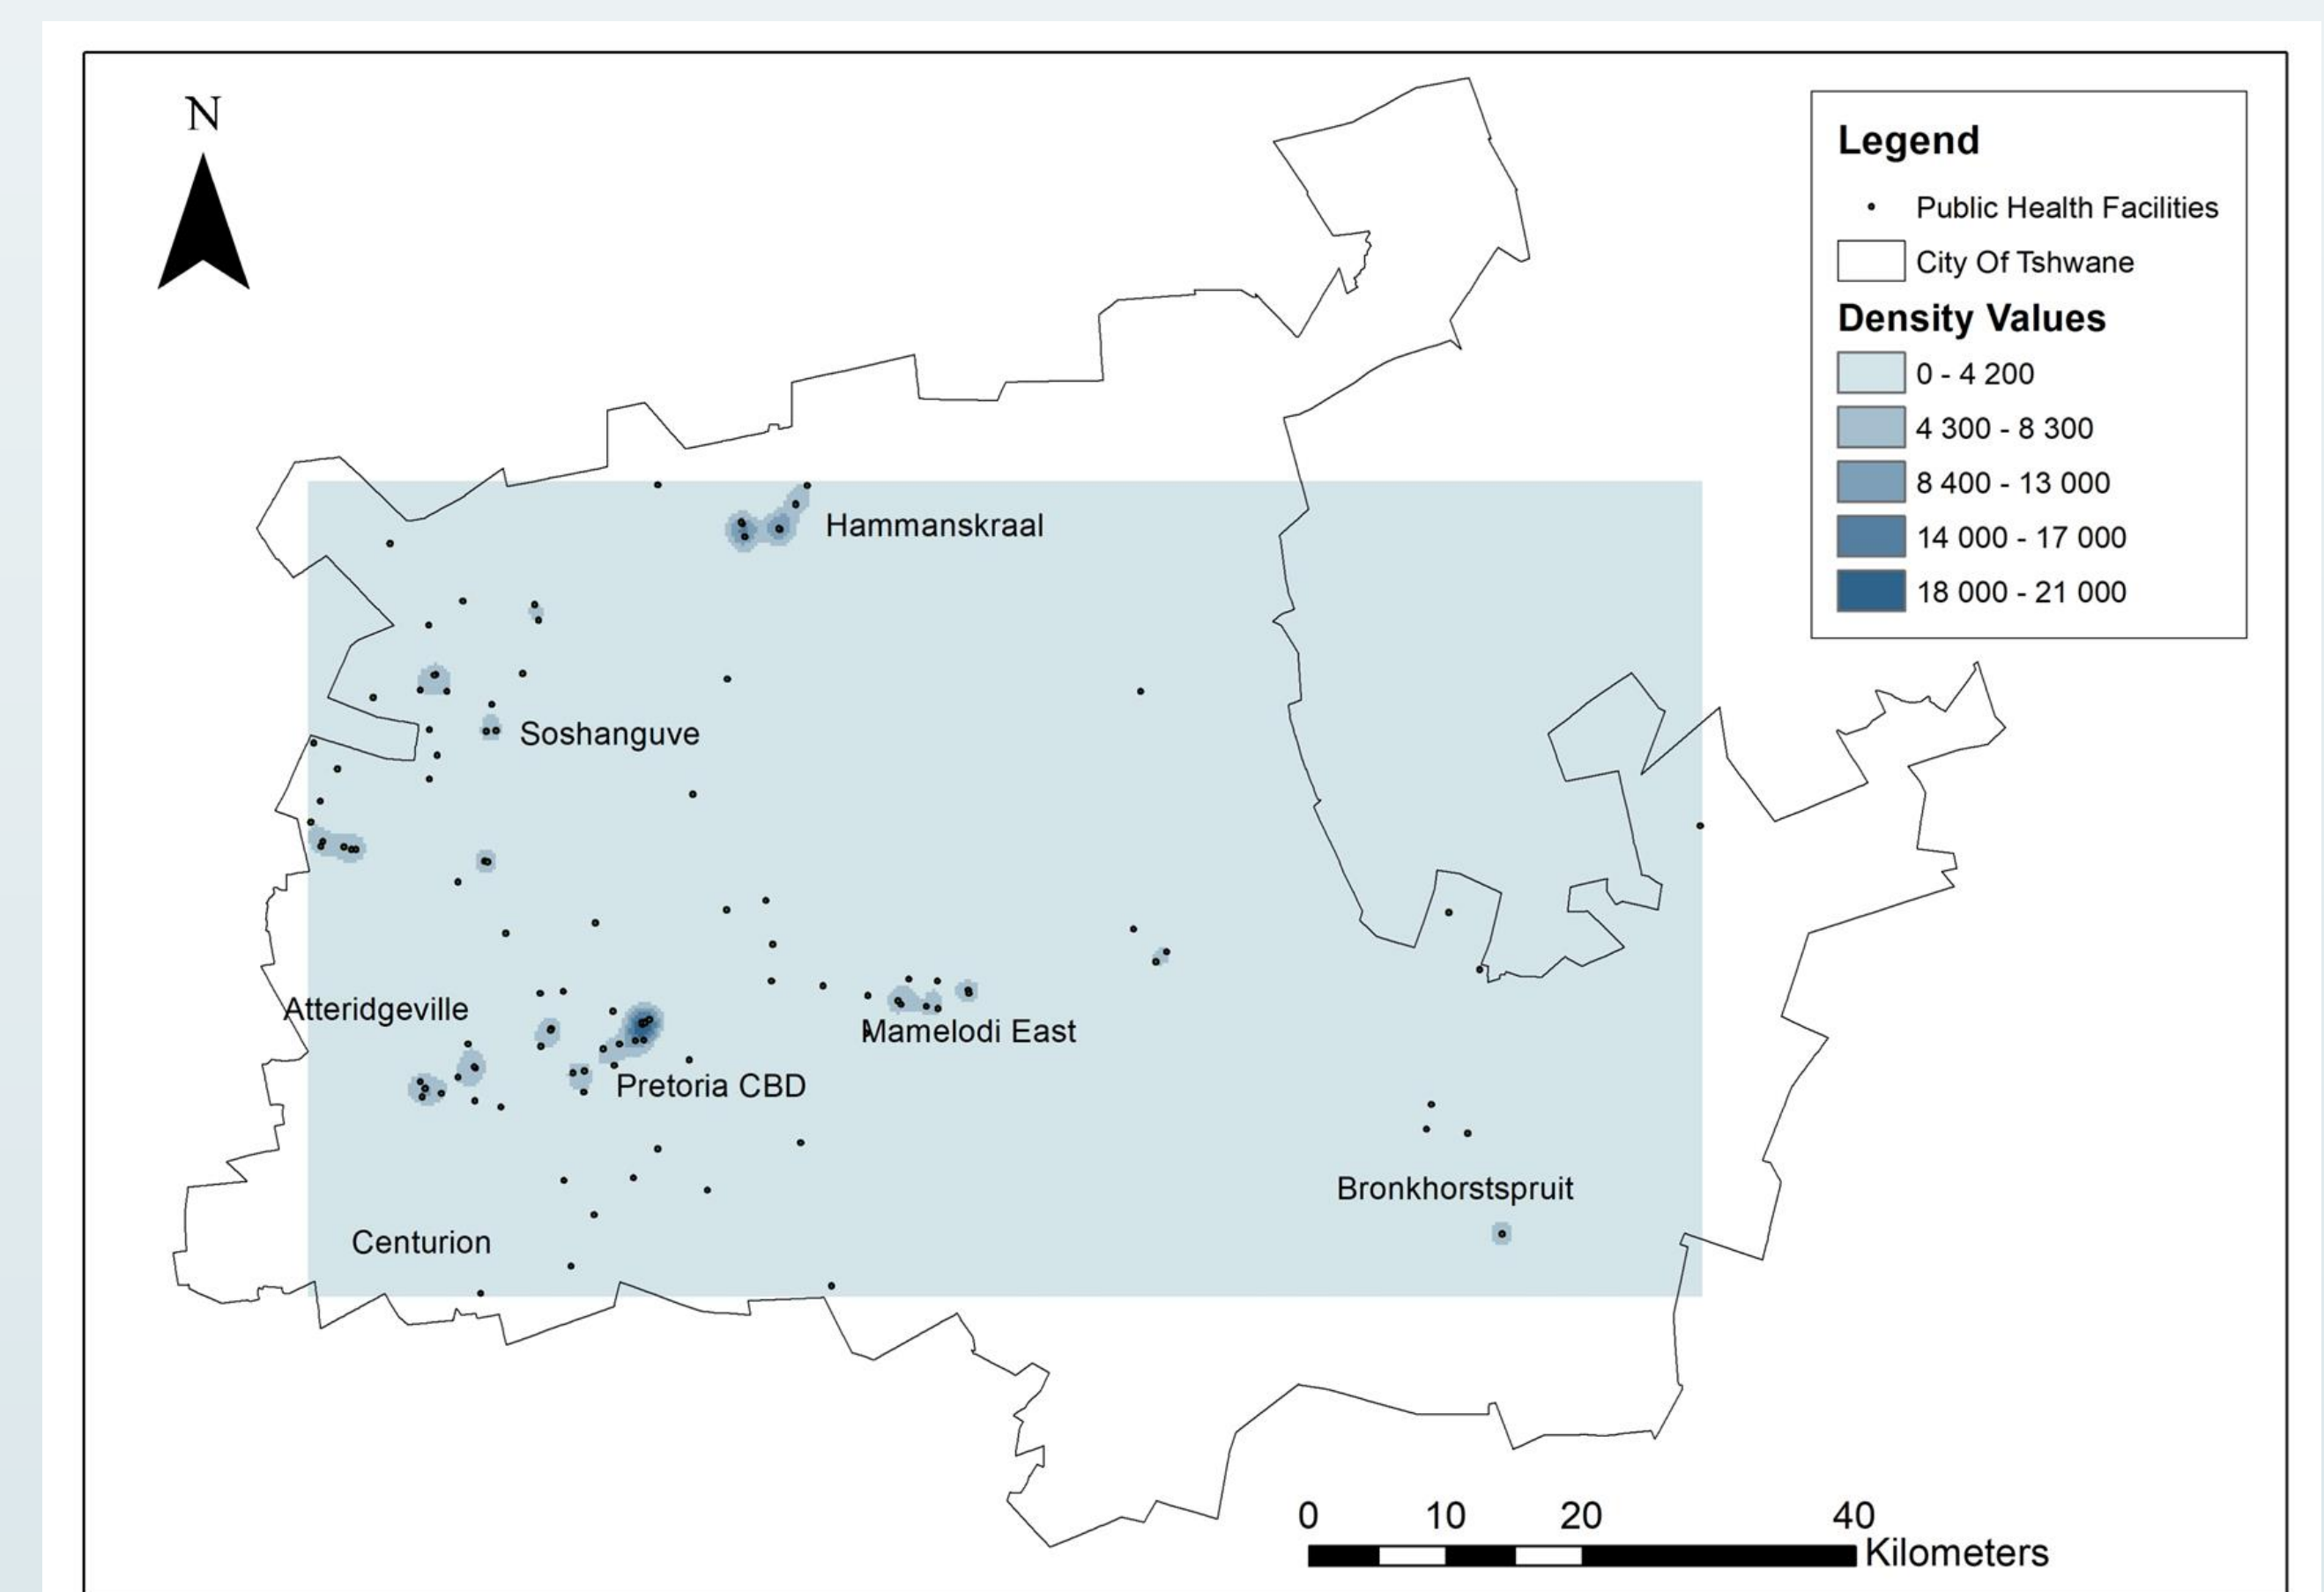 N
Legend
Public Health Facilities
City Of Tshwane
Density Values
0 - 4 200
4 300 - 8 300
8 400 - 13 000
14 000 - 17 000
18 000 - 21 000
Hammanskraal
Soshanguve
Atteridgeville
Mamelodi East
Pretoria CBD
Bronkhorstspruit
Centurion
0 10 20 40
Kilometers